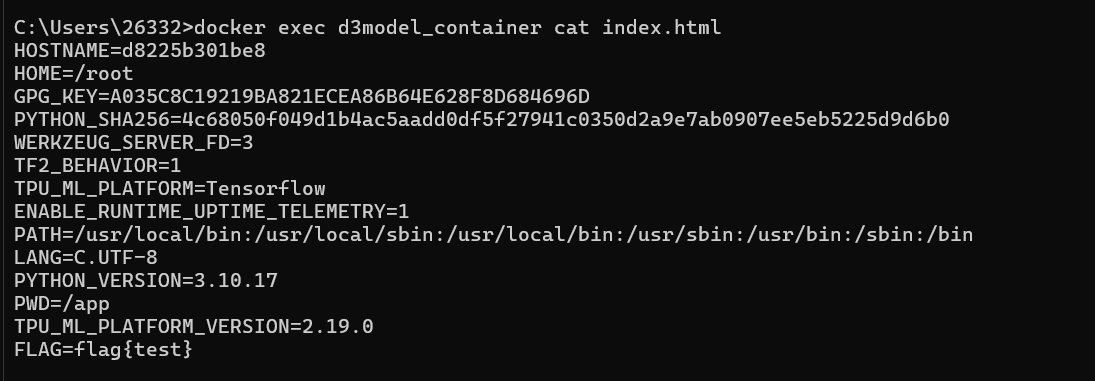 C:\Users\26332>docker exec d3model_container cat index.html
HOSTNAME=d8225b301be8
HOME=/root
GPG_KEY=A035C8C19219BA821ECEA86B64E628F8D684696D
PYTHON_SHA256=4c68050f049d1b4ac5aadd0df5f27941c0350d2a9e7ab0907ee5eb5225d9d6b0
WERKZEUG_SERVER_FD=3
TF2_BEHAVIOR=1
TPU_ML_PLATFORM=Tensorflow
ENABLE_RUNTIME_UPTIME_TELEMETRY=1
PATH=/usr/local/bin:/usr/local/sbin:/usr/local/bin:/usr/sbin:/usr/bin:/sbin:/bin
LANG=C.UTF-8
PYTHON_VERSION=3.10.17
PWD=/app
TPU_ML_PLATFORM_VERSION=2.19.0
FLAG=flag{test}